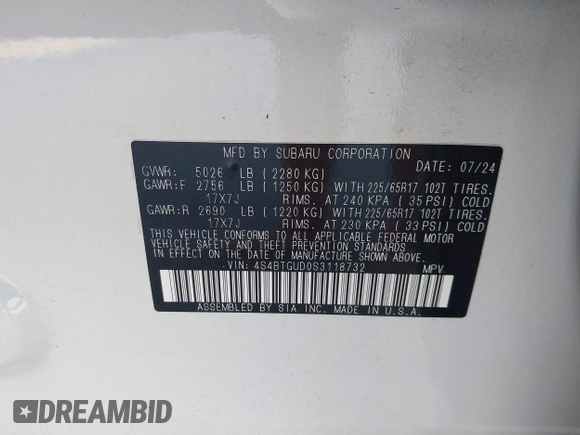 MFD BY SUBARU CORPORATION DATE: 07/24
GVWR: 5026 LB (2280 KG)
GAWR:F 2756 LB (1250 KG) WITH 225/65R17 102T TIRES.
17X7J RIMS. AT 240 KPA (35 PSI) COLD
GAWR:R 2690 LB (1220 KG) WITH 225/65R17 102T TIRES.
17X7J RIMS. AT 230 KPA (33 PSI) COLD
THIS VEHICLE CONFORMS TO ALL APPLICABLE FEDERAL MOTOR
VEHICLE SAFETY AND THEFT PREVENTION STANDARDS
IN EFFECT ON THE DATE OF MANUFACTURE SHOWN ABOVE.
VIN: 4S4BTGUD0S3118732 MPV
ASSEMBLED BY SIA INC. MADE IN U.S.A.
DREAMBID